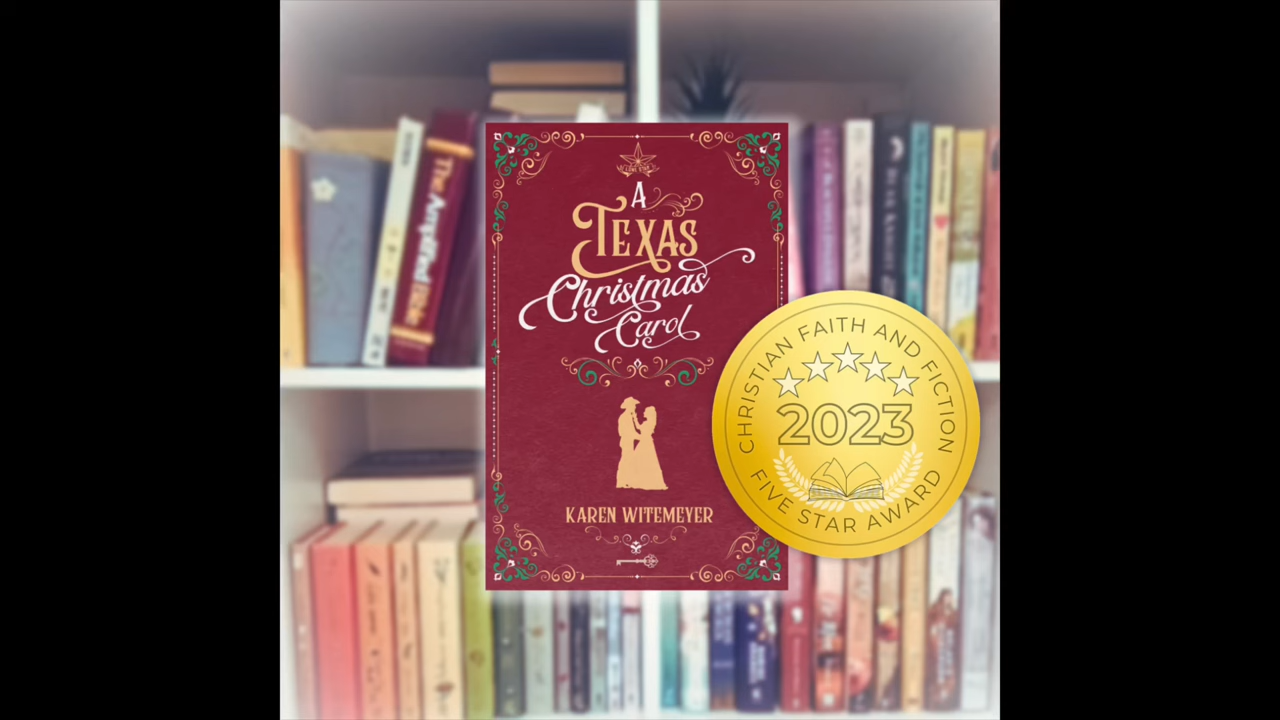 The Amplified Bible
A
TEXAS
Christmas
Carol
KAREN WITEMEYER
CHRISTIAN FAITH AND FICTION
2023
FIVE STAR AWARD